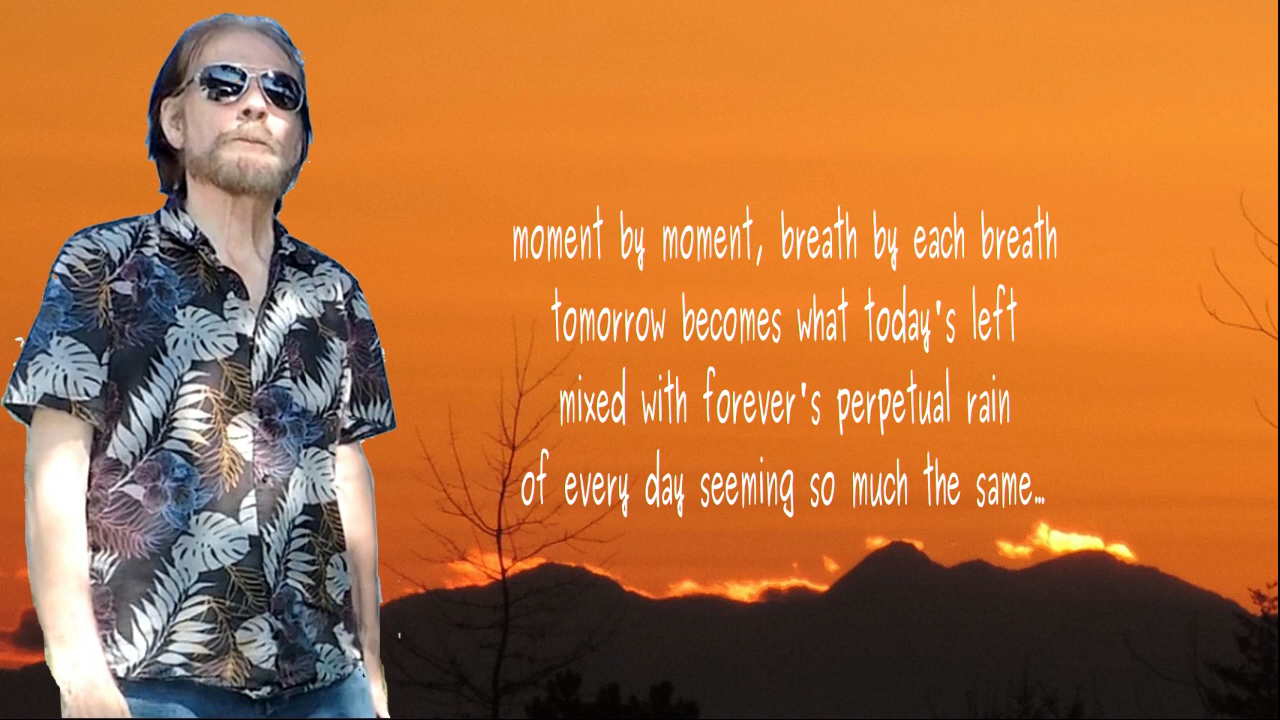 moment by moment, breath by each breath
tomorrow becomes what today's left
mixed with forever's perpetual rain
of every day seeming so much the same...